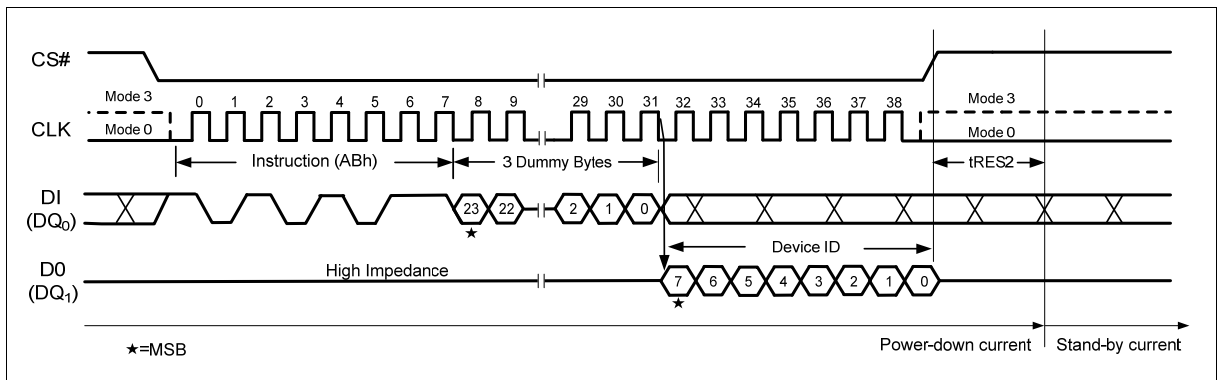 CS#
Mode 3 0 1 2 3 4 5 6 7 8 9 29 30 31 32 33 34 35 36 37 38 Mode 3
CLK Mode 0 Mode 0
Instruction (ABh) 3 Dummy Bytes tRES2
DI
(DQ0) 23 22 2 1 0
★
Device ID
D0 High Impedance
(DQ1) 7 6 5 4 3 2 1 0
★
★=MSB Power-down current Stand-by current